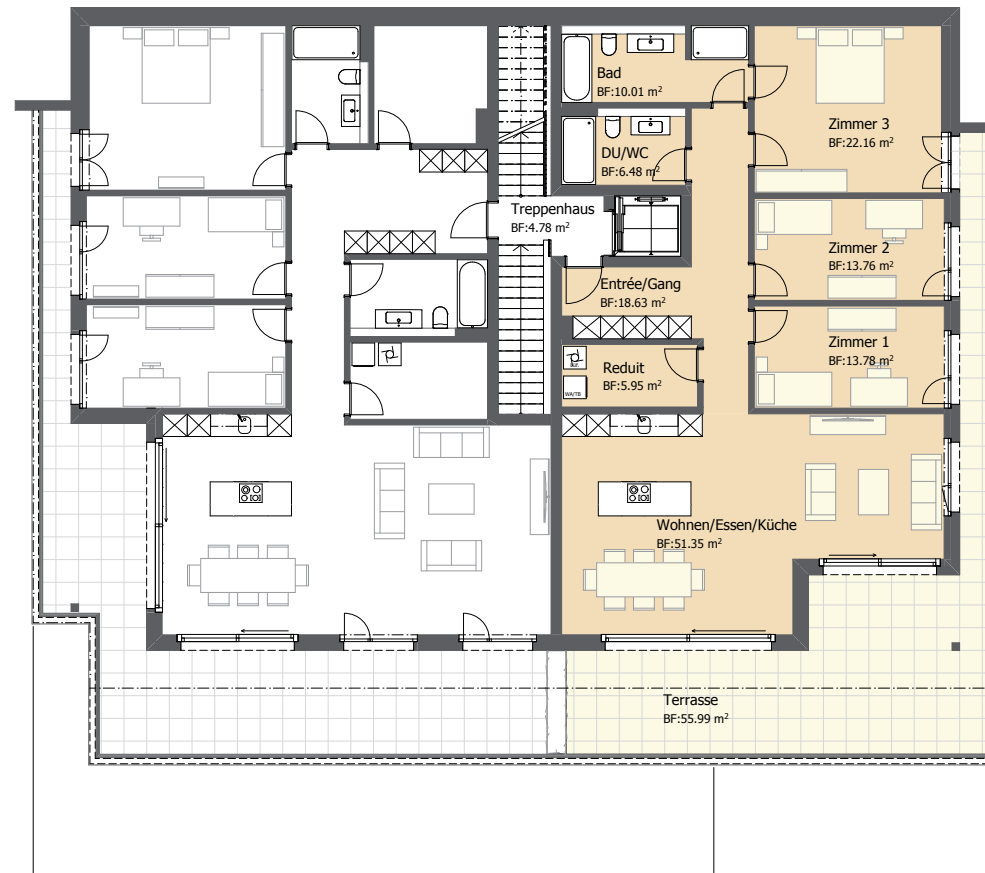 Bad
BF:10.01 m²
DU/WC
BF:6.48 m²
Zimmer 3
BF:22.16 m²
Treppenhaus
BF:4.78 m²
Zimmer 2
BF:13.76 m²
Entrée/Gang
BF:18.63 m²
Zimmer 1
BF:13.78 m²
Reduit
BF:5.95 m²
WA/TB
Wohnen/Essen/Küche
BF:51.35 m²
Terrasse
BF:55.99 m²